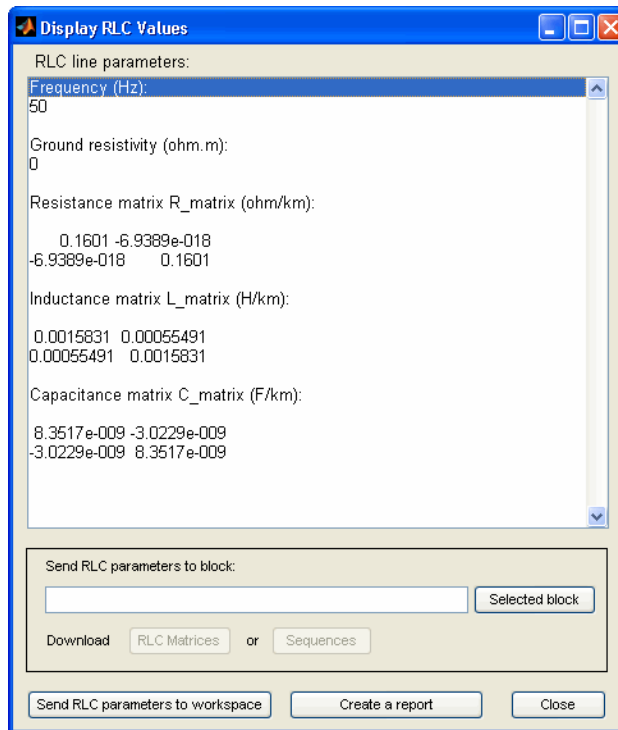 Display RLC Values
RLC line parameters:
Frequency (Hz):
50
Ground resistivity (ohm.m):
0
Resistance matrix R_matrix (ohm/km):
0.1601 -6.9389e-018
-6.9389e-018 0.1601
Inductance matrix L_matrix (H/km):
0.0015831 0.00055491
0.00055491 0.0015831
Capacitance matrix C_matrix (F/km):
8.3517e-009 -3.0229e-009
-3.0229e-009 8.3517e-009
Send RLC parameters to block:
Selected block
Download RLC Matrices or Sequences
Send RLC parameters to workspace Create a report Close